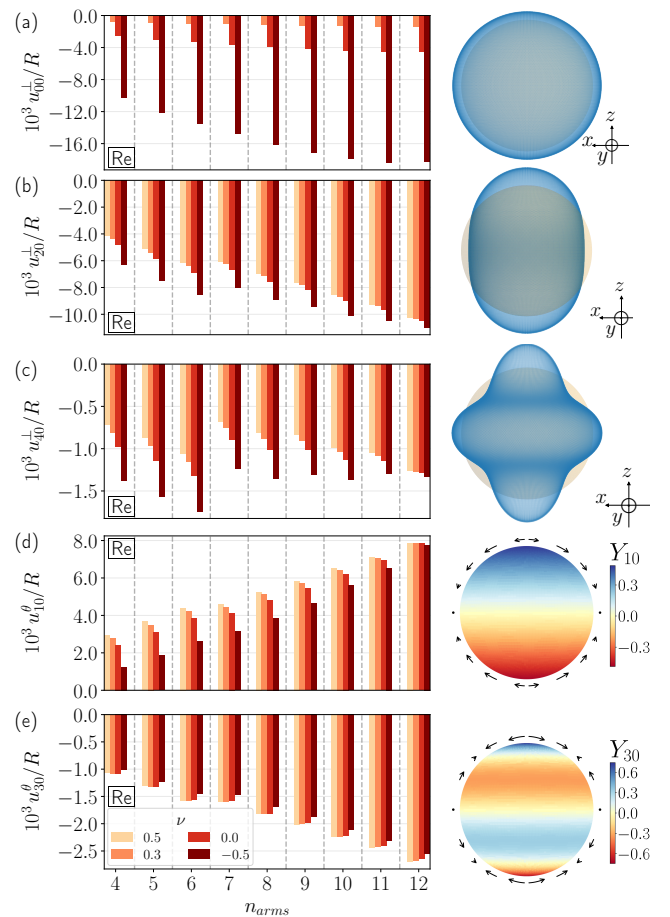 (a)
10³ u⊥₀₀/R
0.0
−4.0
−8.0
−12.0
−16.0
Re
z
x
y
(b)
10³ u⊥₂₀/R
0.0
−2.0
−4.0
−6.0
−8.0
−10.0
Re
z
x
y
(c)
10³ u⊥₄₀/R
0.0
−0.5
−1.0
−1.5
Re
z
x
y
(d)
10³ uθ₁₀/R
8.0
6.0
4.0
2.0
0.0
Re
Y₁₀
0.3
0.0
−0.3
(e)
10³ uθ₃₀/R
0.0
−0.5
−1.0
−1.5
−2.0
−2.5
Re
ν
0.5 0.0
0.3 −0.5
Y₃₀
0.6
0.3
0.0
−0.3
−0.6
4 5 6 7 8 9 10 11 12
n_arms